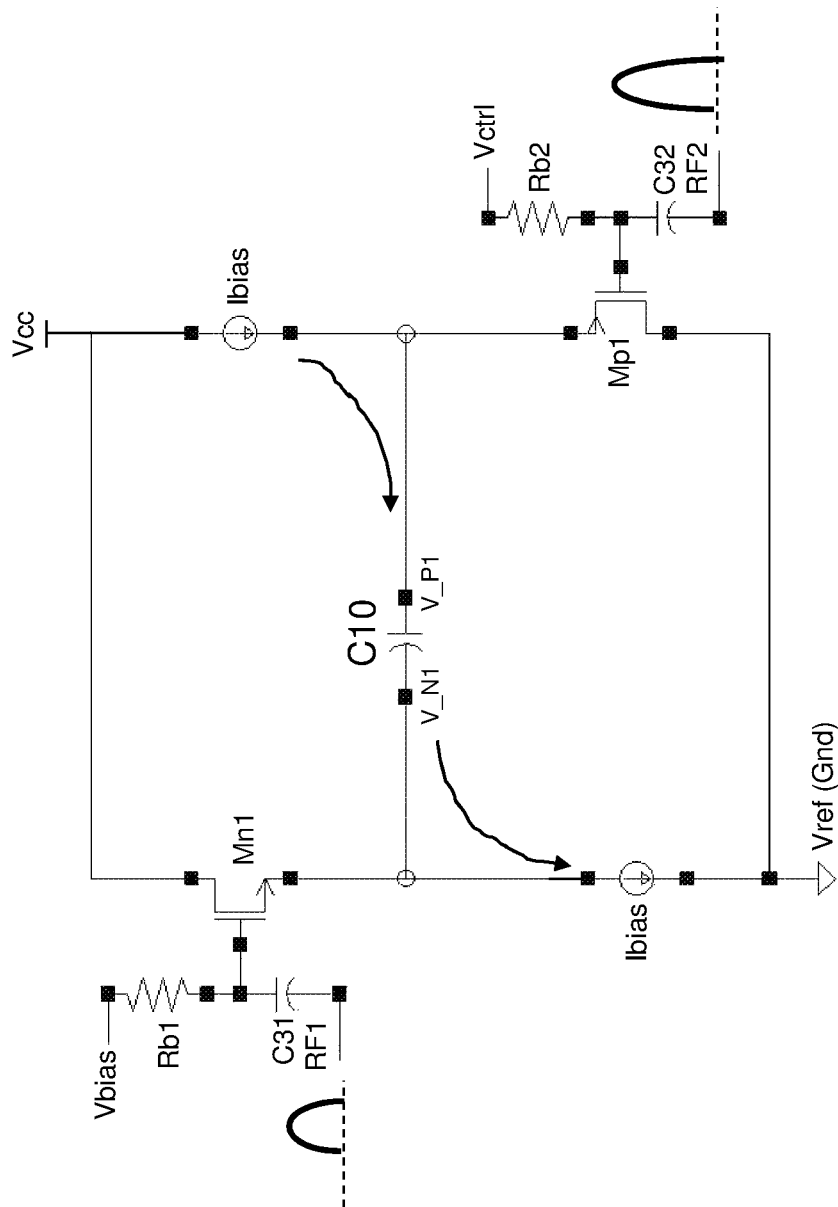 Vcc
Vbias
Rb1
C31
RF1
Mn1
Ibias
C10
V_N1
V_P1
Ibias
Vref (Gnd)
Mp1
Vctrl
Rb2
C32
RF2